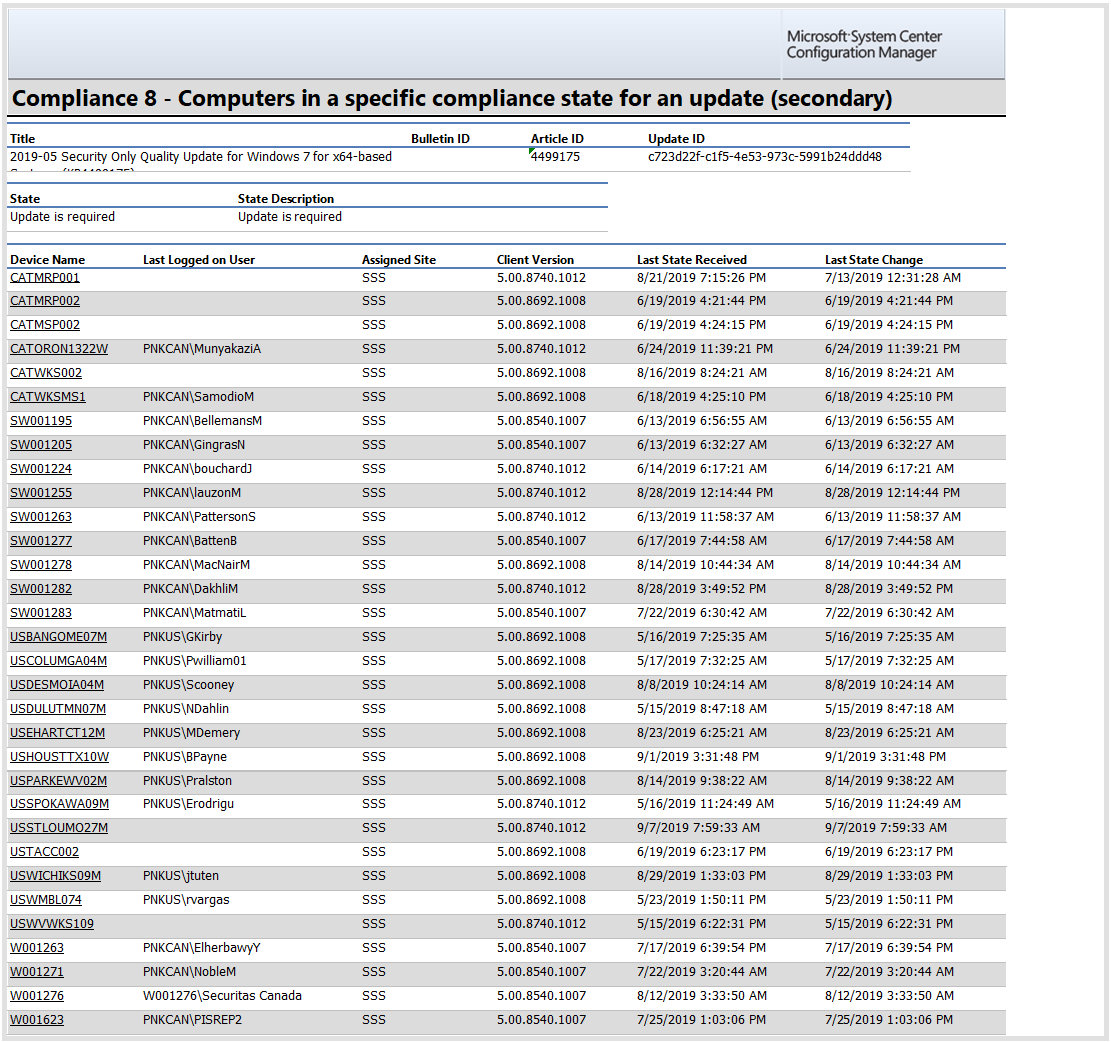 Microsoft System Center
Configuration Manager
Compliance 8 - Computers in a specific compliance state for an update (secondary)
Title Bulletin ID Article ID Update ID
2019-05 Security Only Quality Update for Windows 7 for x64-based 4499175 c723d22f-c1f5-4e53-973c-5991b24ddd48
State State Description
Update is required Update is required
Device Name Last Logged on User Assigned Site Client Version Last State Received Last State Change
CATMRP001 SSS 5.00.8740.1012 8/21/2019 7:15:26 PM 7/13/2019 12:31:28 AM
CATMRP002 SSS 5.00.8692.1008 6/19/2019 4:21:44 PM 6/19/2019 4:21:44 PM
CATMSP002 SSS 5.00.8692.1008 6/19/2019 4:24:15 PM 6/19/2019 4:24:15 PM
CATORON1322W PNKCAN\MunyakaziA SSS 5.00.8740.1012 6/24/2019 11:39:21 PM 6/24/2019 11:39:21 PM
CATWKS002 SSS 5.00.8692.1008 8/16/2019 8:24:21 AM 8/16/2019 8:24:21 AM
CATWKSMS1 PNKCAN\SamodioM SSS 5.00.8692.1008 6/18/2019 4:25:10 PM 6/18/2019 4:25:10 PM
SW001195 PNKCAN\BellemansM SSS 5.00.8540.1007 6/13/2019 6:56:55 AM 6/13/2019 6:56:55 AM
SW001205 PNKCAN\GingrasN SSS 5.00.8540.1007 6/13/2019 6:32:27 AM 6/13/2019 6:32:27 AM
SW001224 PNKCAN\bouchardJ SSS 5.00.8740.1012 6/14/2019 6:17:21 AM 6/14/2019 6:17:21 AM
SW001255 PNKCAN\lauzonM SSS 5.00.8740.1012 8/28/2019 12:14:44 PM 8/28/2019 12:14:44 PM
SW001263 PNKCAN\PattersonS SSS 5.00.8740.1012 6/13/2019 11:58:37 AM 6/13/2019 11:58:37 AM
SW001277 PNKCAN\BattenB SSS 5.00.8540.1007 6/17/2019 7:44:58 AM 6/17/2019 7:44:58 AM
SW001278 PNKCAN\MacNairM SSS 5.00.8692.1008 8/14/2019 10:44:34 AM 8/14/2019 10:44:34 AM
SW001282 PNKCAN\DakhliM SSS 5.00.8740.1012 8/28/2019 3:49:52 PM 8/28/2019 3:49:52 PM
SW001283 PNKCAN\MatmatiL SSS 5.00.8540.1007 7/22/2019 6:30:42 AM 7/22/2019 6:30:42 AM
USBANGOME07M PNKUS\GKirby SSS 5.00.8692.1008 5/16/2019 7:25:35 AM 5/16/2019 7:25:35 AM
USCOLUMGA04M PNKUS\Pwilliam01 SSS 5.00.8692.1008 5/17/2019 7:32:25 AM 5/17/2019 7:32:25 AM
USDESMOIA04M PNKUS\Scooney SSS 5.00.8692.1008 8/8/2019 10:24:14 AM 8/8/2019 10:24:14 AM
USDULUTMN07M PNKUS\NDahlin SSS 5.00.8692.1008 5/15/2019 8:47:18 AM 5/15/2019 8:47:18 AM
USEHARTCT12M PNKUS\MDemery SSS 5.00.8692.1008 8/23/2019 6:25:21 AM 8/23/2019 6:25:21 AM
USHOUSTTX10W PNKUS\BPayne SSS 5.00.8692.1008 9/1/2019 3:31:48 PM 9/1/2019 3:31:48 PM
USPARKEWV02M PNKUS\Pralston SSS 5.00.8692.1008 8/14/2019 9:38:22 AM 8/14/2019 9:38:22 AM
USSPOKAWA09M PNKUS\Erodrigu SSS 5.00.8740.1012 5/16/2019 11:24:49 AM 5/16/2019 11:24:49 AM
USSTLOUMO27M SSS 5.00.8740.1012 9/7/2019 7:59:33 AM 9/7/2019 7:59:33 AM
USTACC002 SSS 5.00.8692.1008 6/19/2019 6:23:17 PM 6/19/2019 6:23:17 PM
USWICHIKS09M PNKUS\jtuten SSS 5.00.8692.1008 8/29/2019 1:33:03 PM 8/29/2019 1:33:03 PM
USWMBL074 PNKUS\rvargas SSS 5.00.8692.1008 5/23/2019 1:50:11 PM 5/23/2019 1:50:11 PM
USWVWKS109 SSS 5.00.8740.1012 5/15/2019 6:22:31 PM 5/15/2019 6:22:31 PM
W001263 PNKCAN\ElherbawyY SSS 5.00.8540.1007 7/17/2019 6:39:54 PM 7/17/2019 6:39:54 PM
W001271 PNKCAN\NobleM SSS 5.00.8540.1007 7/22/2019 3:20:44 AM 7/22/2019 3:20:44 AM
W001276 W001276\Securitas Canada SSS 5.00.8540.1007 8/12/2019 3:33:50 AM 8/12/2019 3:33:50 AM
W001623 PNKCAN\PISREP2 SSS 5.00.8540.1007 7/25/2019 1:03:06 PM 7/25/2019 1:03:06 PM